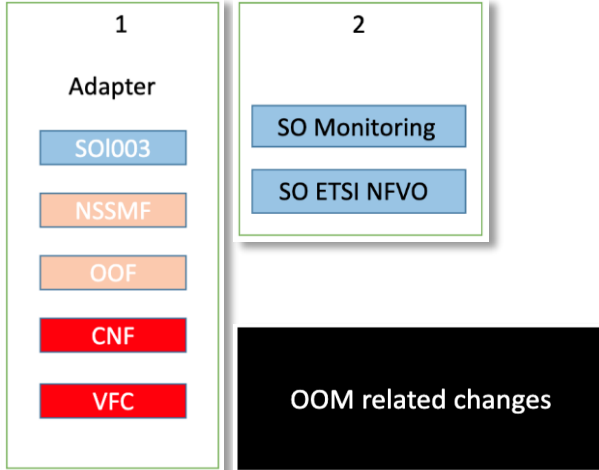 1
Adapter
SOl003
NSSMF
OOF
CNF
VFC
2
SO Monitoring
SO ETSI NFVO
OOM related changes